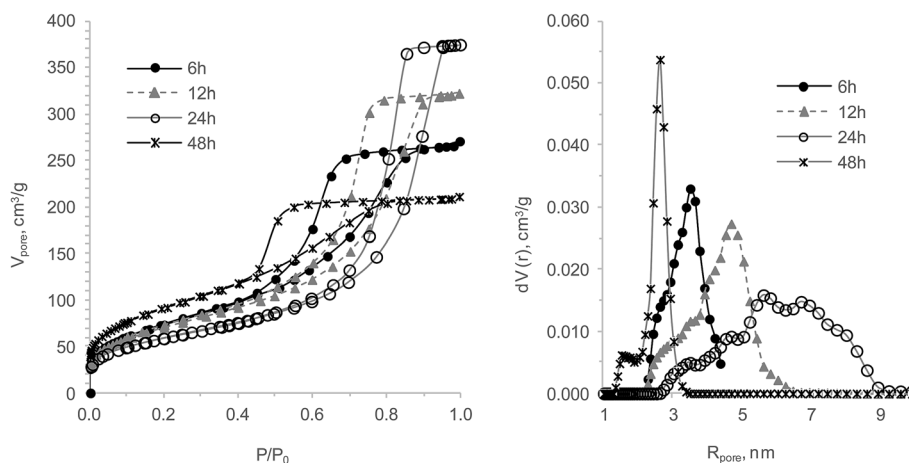 400
350
300
250
200
150
100
50
0
0.0 0.2 0.4 0.6 0.8 1.0
V_pore, cm³/g
P/P₀
6h
12h
24h
48h
0.060
0.050
0.040
0.030
0.020
0.010
0.000
1 3 5 7 9
dV(r), cm³/g
R_pore, nm
6h
12h
24h
48h